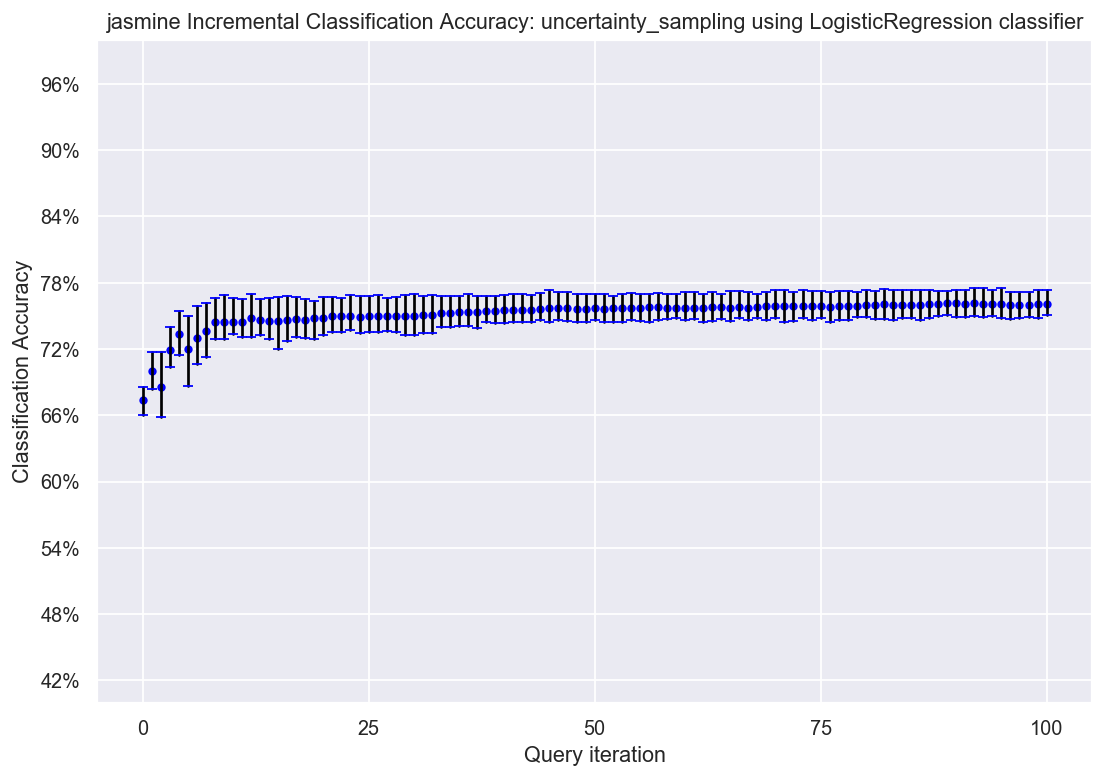 jasmine Incremental Classification Accuracy: uncertainty_sampling using LogisticRegression classifier
Classification Accuracy
96%
90%
84%
78%
72%
66%
60%
54%
48%
42%
0 25 50 75 100
Query iteration